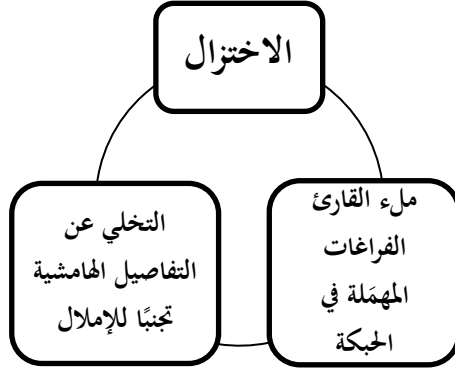 الاختزال
ملء القارئ
الفراغات
المهمَلة في
الحبكة
التخلي عن
التفاصيل الهامشية
تجنبًا للإملال